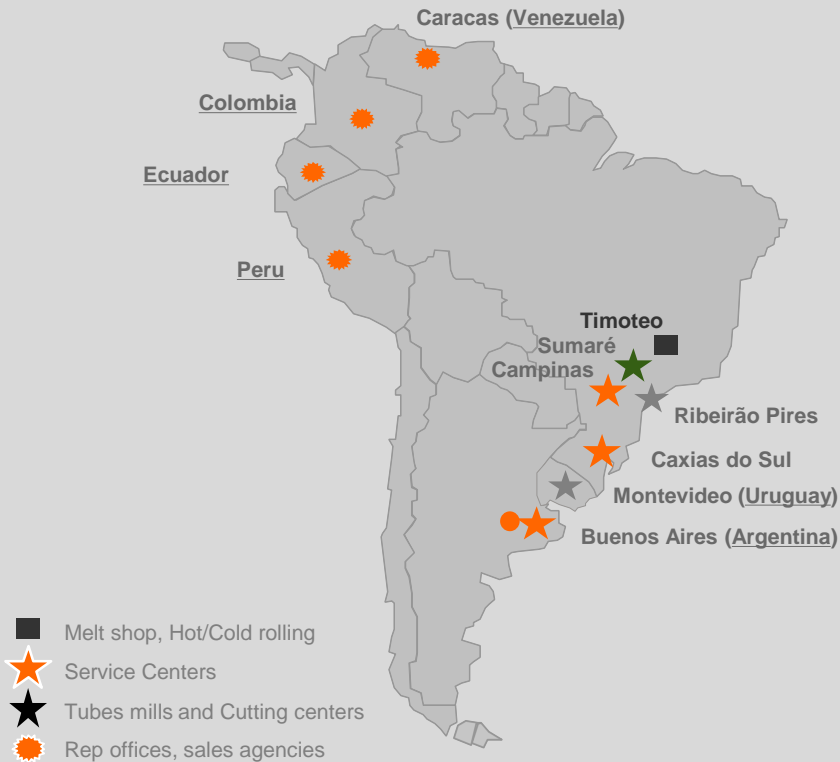 Caracas (Venezuela)
Colombia
Ecuador
Peru
Timoteo
Sumaré
Campinas
Ribeirão Pires
Caxias do Sul
Montevideo (Uruguay)
Buenos Aires (Argentina)
Melt shop, Hot/Cold rolling
Service Centers
Tubes mills and Cutting centers
Rep offices, sales agencies